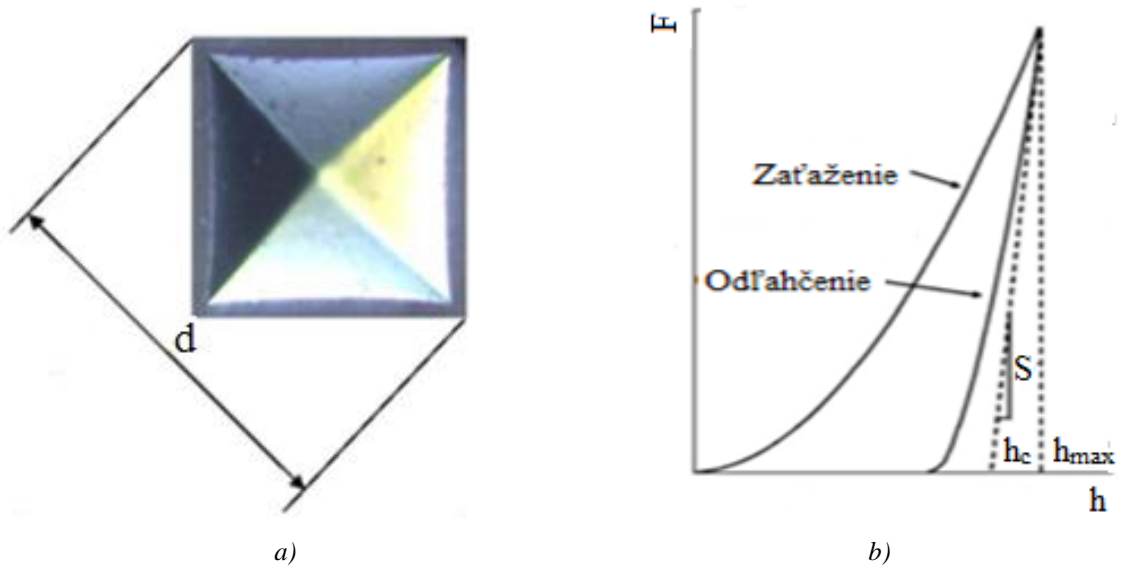 d
a)
F
Zaťaženie
Odľahčenie
S
hc
hmax
h
b)